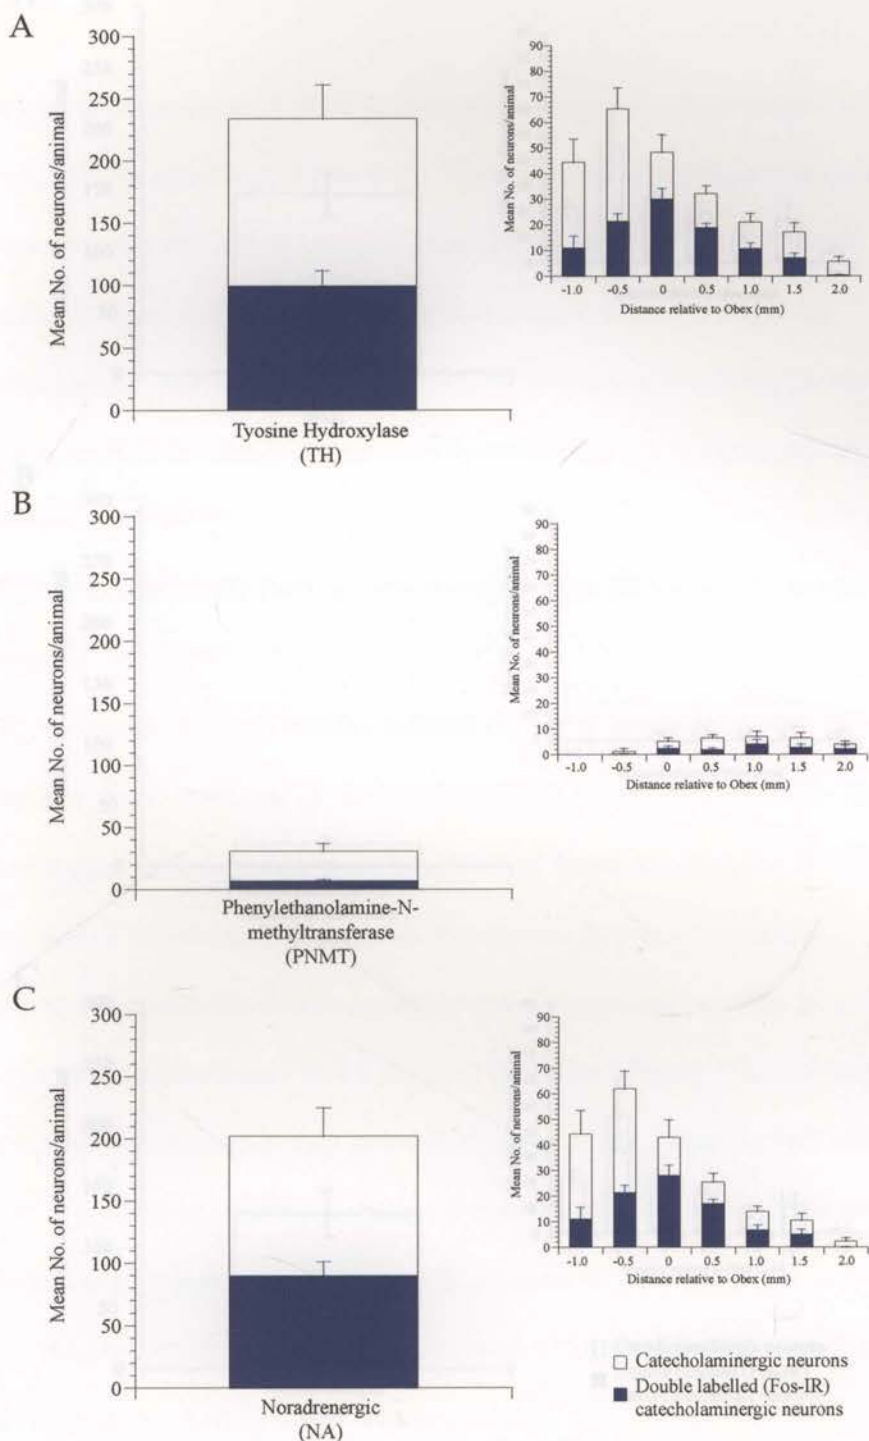 A
300
250
200
150
100
50
0
Mean No. of neurons/animal
Tyosine Hydroxylase
(TH)
90
80
70
60
50
40
30
20
10
0
Mean No. of neurons/animal
-1.0 -0.5 0 0.5 1.0 1.5 2.0
Distance relative to Obex (mm)
B
300
250
200
150
100
50
0
Mean No. of neurons/animal
Phenylethanolamine-N-
methyltransferase
(PNMT)
90
80
70
60
50
40
30
20
10
0
Mean No. of neurons/animal
-1.0 -0.5 0 0.5 1.0 1.5 2.0
Distance relative to Obex (mm)
C
300
250
200
150
100
50
0
Mean No. of neurons/animal
Noradrenergic
(NA)
90
80
70
60
50
40
30
20
10
0
Mean No. of neurons/animal
-1.0 -0.5 0 0.5 1.0 1.5 2.0
Distance relative to Obex (mm)
Catecholaminergic neurons
Double labelled (Fos-IR)
catecholaminergic neurons